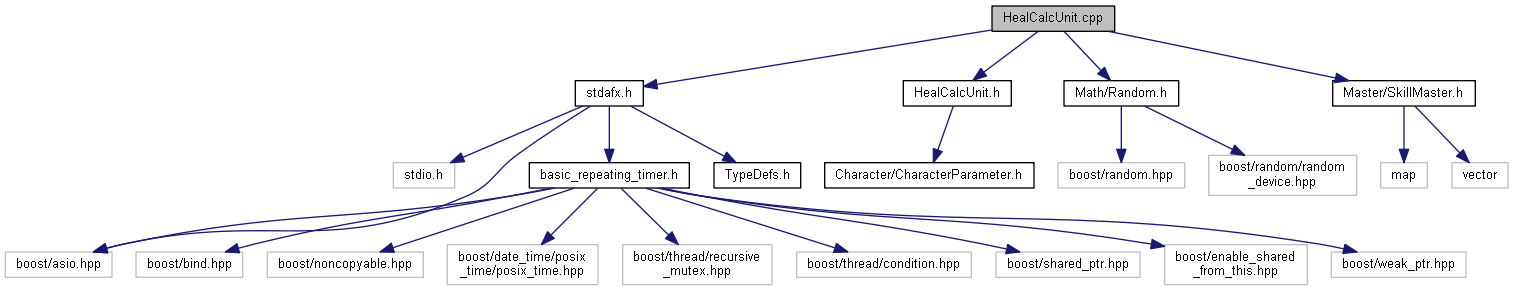 HealCalcUnit.cpp
stdafx.h
HealCalcUnit.h
Math/Random.h
Master/SkillMaster.h
stdio.h
basic_repeating_timer.h
TypeDefs.h
Character/CharacterParameter.h
boost/random.hpp
boost/random/random
_device.hpp
map
vector
boost/asio.hpp
boost/bind.hpp
boost/noncopyable.hpp
boost/date_time/posix
_time/posix_time.hpp
boost/thread/recursive
_mutex.hpp
boost/thread/condition.hpp
boost/shared_ptr.hpp
boost/enable_shared
_from_this.hpp
boost/weak_ptr.hpp